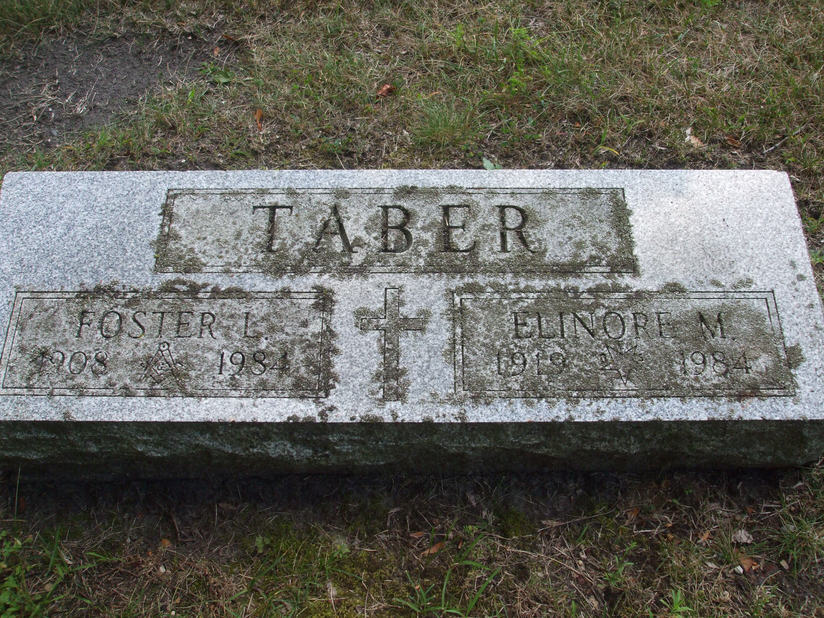 TABER
FOSTER L.
1908 1984
ELINORE M.
1919 1984